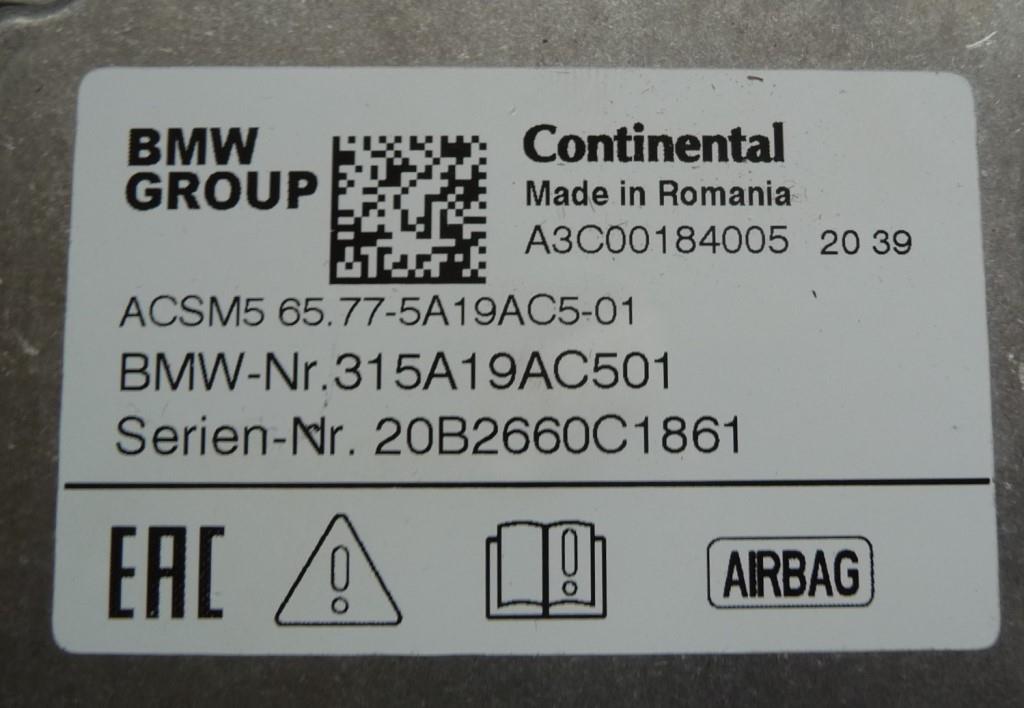 BMW
GROUP
Continental
Made in Romania
A3C00184005 20 39
ACSM5 65.77-5A19AC5-01
BMW-Nr.315A19AC501
Serien-Nr. 20B2660C1861
EAC
AIRBAG